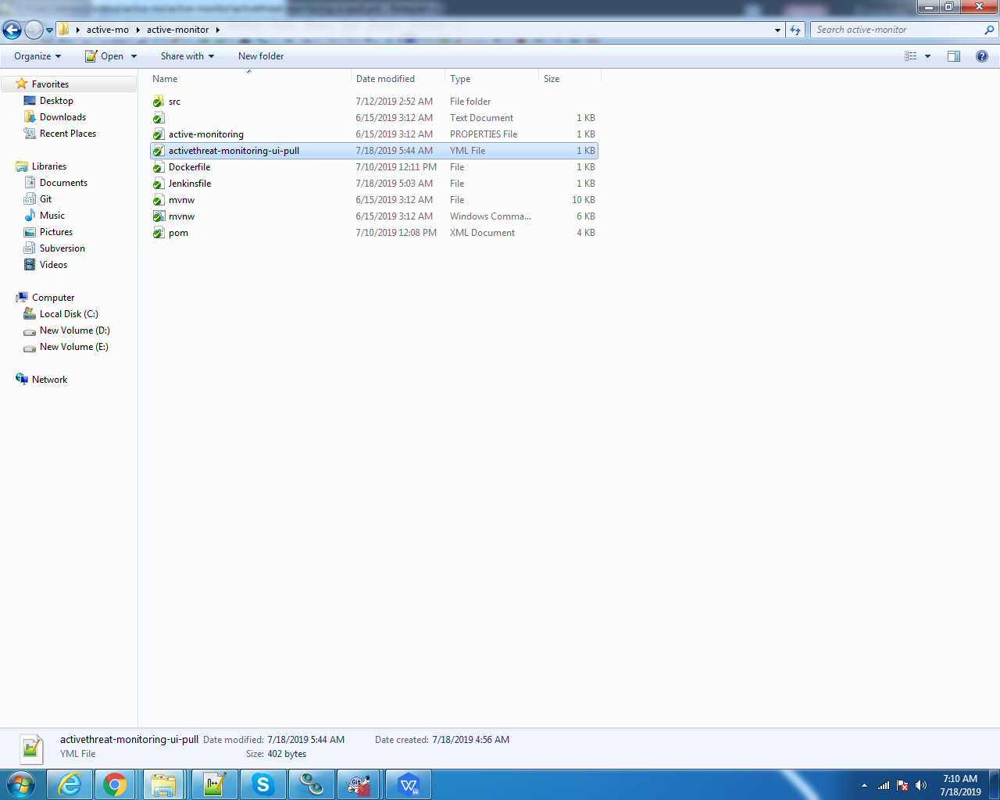 active-mo active-monitor
Search active-monitor
Organize Open Share with New folder
Name Date modified Type Size
Favorites
Desktop
Downloads
Recent Places
Libraries
Documents
Git
Music
Pictures
Subversion
Videos
Computer
Local Disk (C:)
New Volume (D:)
New Volume (E:)
Network
src 7/12/2019 2:52 AM File folder
6/15/2019 3:12 AM Text Document 1 KB
active-monitoring 6/15/2019 3:12 AM PROPERTIES File 1 KB
activethreat-monitoring-ui-pull 7/18/2019 5:44 AM YML File 1 KB
Dockerfile 7/10/2019 12:11 PM File 1 KB
Jenkinsfile 7/18/2019 5:03 AM File 1 KB
mvnw 6/15/2019 3:12 AM File 10 KB
mvnw 6/15/2019 3:12 AM Windows Comma... 6 KB
pom 7/10/2019 12:08 PM XML Document 4 KB
activethreat-monitoring-ui-pull Date modified: 7/18/2019 5:44 AM Date created: 7/18/2019 4:56 AM
YML File Size: 402 bytes
Git
7:10 AM
7/18/2019